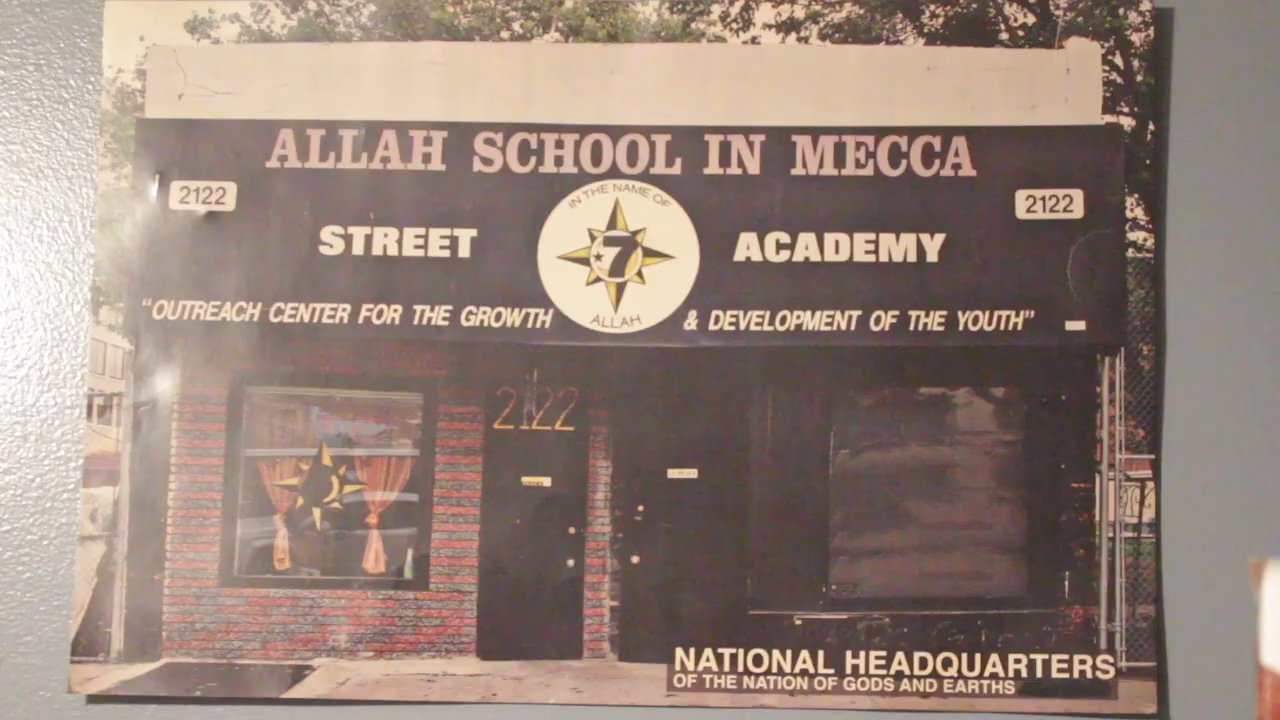 ALLAH SCHOOL IN MECCA
2122
2122
IN THE NAME OF
7
ALLAH
STREET ACADEMY
"OUTREACH CENTER FOR THE GROWTH & DEVELOPMENT OF THE YOUTH"
2122
NATIONAL HEADQUARTERS
OF THE NATION OF GODS AND EARTHS